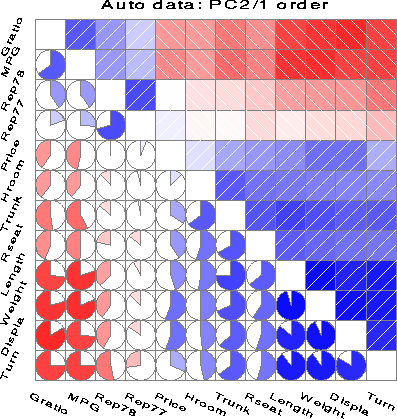 Auto data: PC2/1 order
Gratio
MPG
Rep78
Rep77
Price
Hroom
Trunk
Rseat
Length
Weight
Displa
Turn
Gratio
MPG
Rep78
Rep77
Price
Hroom
Trunk
Rseat
Length
Weight
Displa
Turn